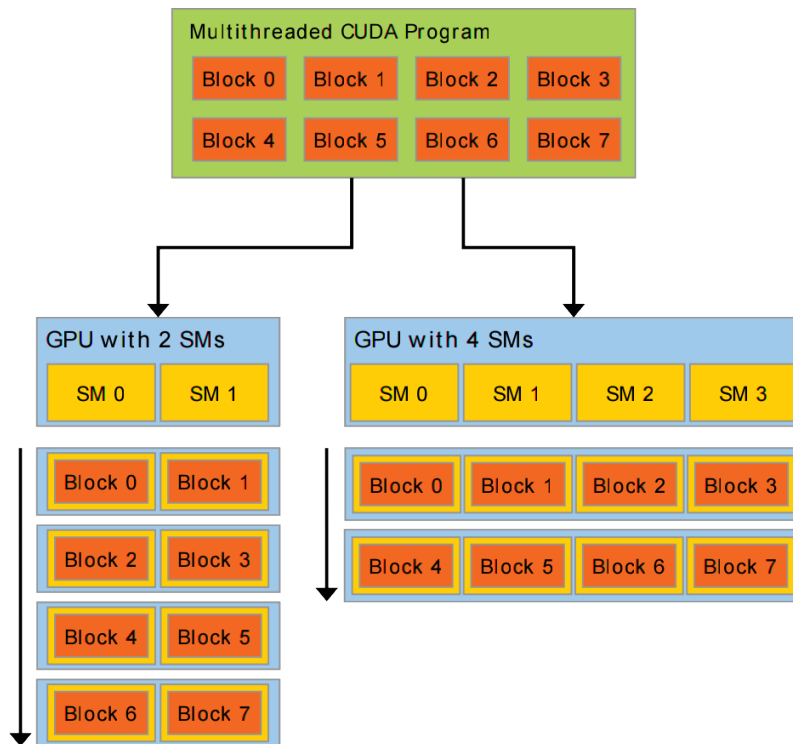 Multithreaded CUDA Program
Block 0 Block 1 Block 2 Block 3
Block 4 Block 5 Block 6 Block 7
GPU with 2 SMs
SM 0 SM 1
Block 0 Block 1
Block 2 Block 3
Block 4 Block 5
Block 6 Block 7
GPU with 4 SMs
SM 0 SM 1 SM 2 SM 3
Block 0 Block 1 Block 2 Block 3
Block 4 Block 5 Block 6 Block 7